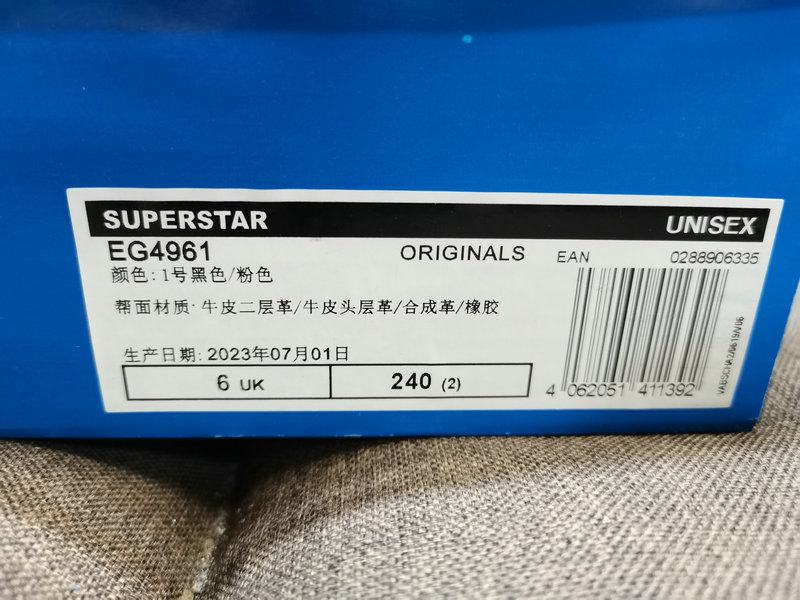 SUPERSTAR UNISEX
EG4961 ORIGINALS EAN 0288906335
颜色: 1号黑色/粉色
帮面材质: 牛皮二层革/牛皮头层革/合成革/橡胶
生产日期: 2023年07月01日
6 UK 240 (2)
4 062051 411392